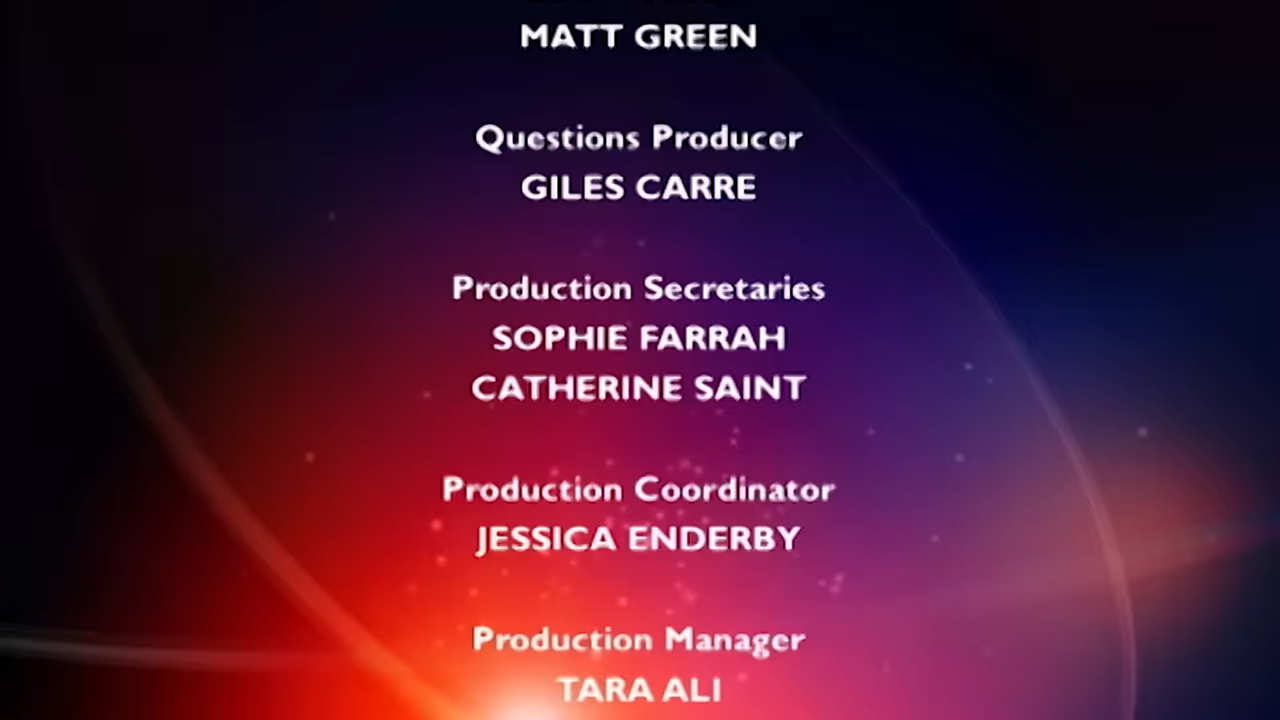 MATT GREEN
Questions Producer
GILES CARRE
Production Secretaries
SOPHIE FARRAH
CATHERINE SAINT
Production Coordinator
JESSICA ENDERBY
Production Manager
TARA ALI